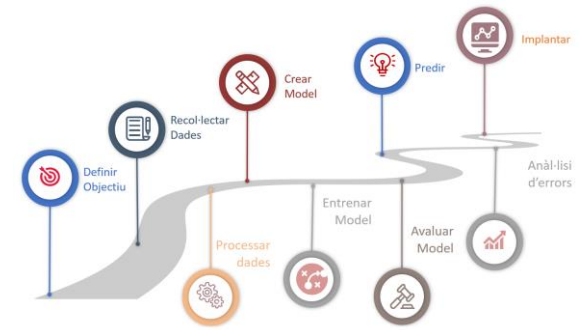 Definir
Objectiu
Recol·lectar
Dades
Processar
dades
Crear
Model
Entrenar
Model
Avaluar
Model
Predir
Anàl·lisi
d'errors
Implantar